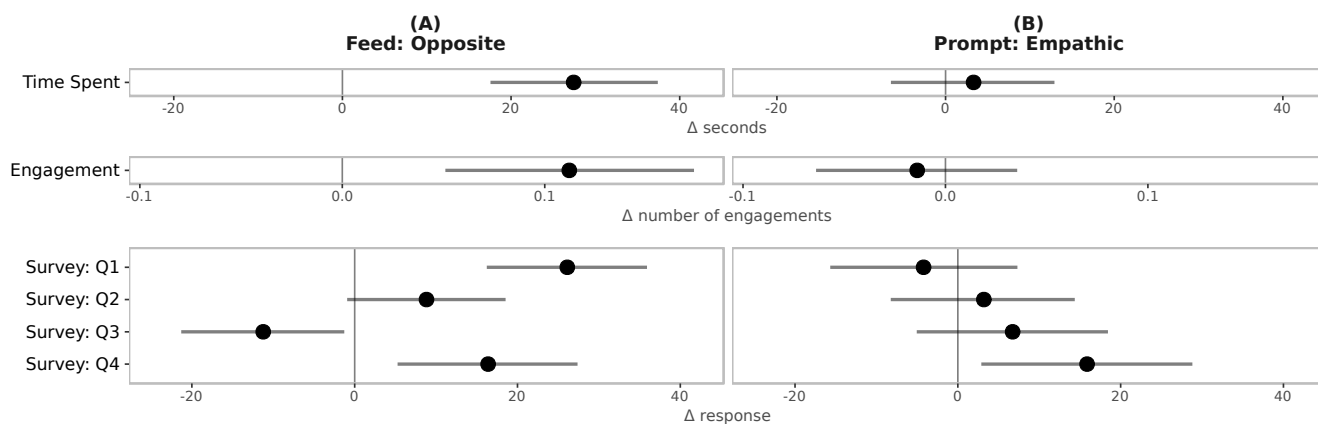 (A)
Feed: Opposite
(B)
Prompt: Empathic
Time Spent
-20 0 20 40 -20 0 20 40
Δ seconds
Engagement
-0.1 0.0 0.1 -0.1 0.0 0.1
Δ number of engagements
Survey: Q1
Survey: Q2
Survey: Q3
Survey: Q4
-20 0 20 40 -20 0 20 40
Δ response